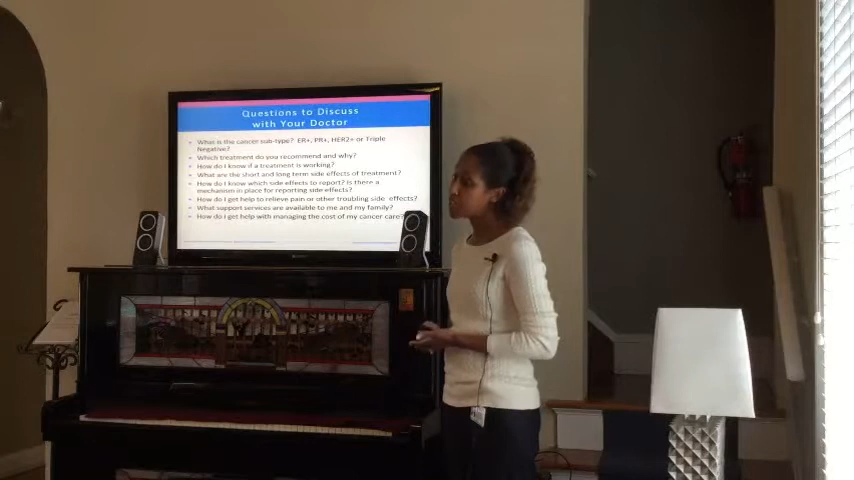 Questions to Discuss
with Your Doctor
• What is the cancer sub-type? ER+, PR+, HER2+ or Triple
Negative?
• Which treatment do you recommend and why?
• How do I know if a treatment is working?
• What are the short and long term side effects of treatment?
• How do I know which side effects to report? Is there a
mechanism in place for reporting side effects?
• How do I get help to relieve pain or other troubling side effects?
• What support services are available to me and my family?
• How do I get help with managing the cost of my cancer care?